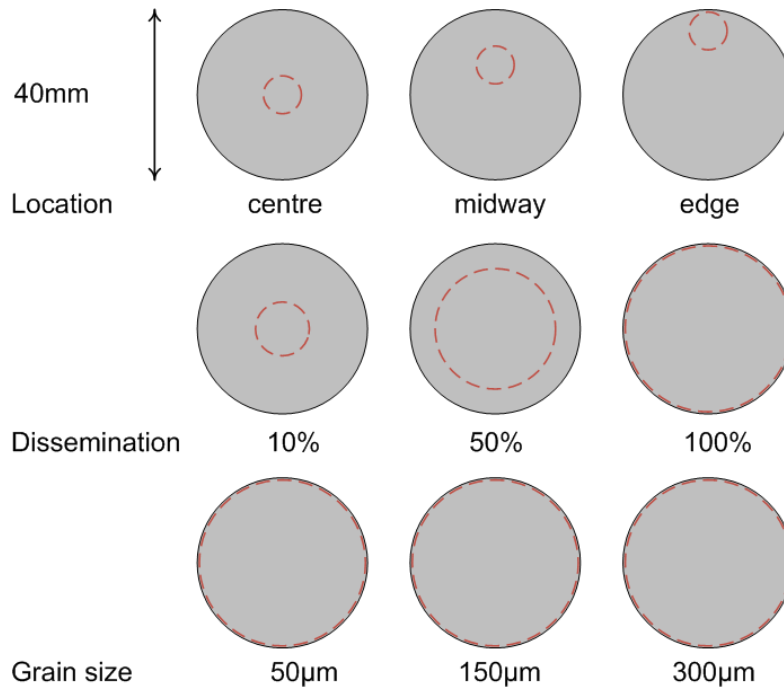 40mm
Location centre midway edge
Dissemination 10% 50% 100%
Grain size 50µm 150µm 300µm